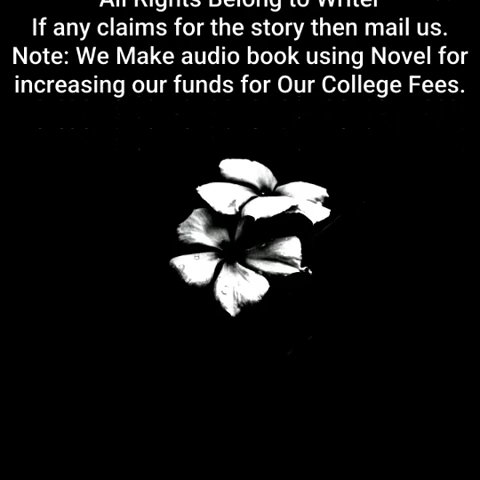 All Rights Belong to Writer
If any claims for the story then mail us.
Note: We Make audio book using Novel for
increasing our funds for Our College Fees.